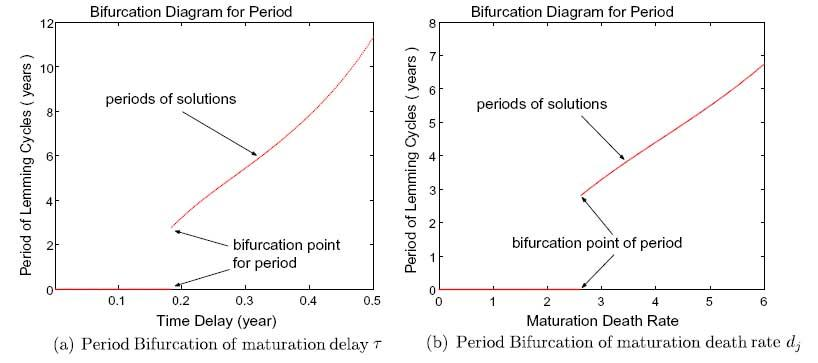 Bifurcation Diagram for Period
12
10
8
6
4
2
0
Period of Lemming Cycles ( years )
periods of solutions
bifurcation point
for period
0.1 0.2 0.3 0.4 0.5
Time Delay (year)
(a) Period Bifurcation of maturation delay τ
Bifurcation Diagram for Period
8
7
6
5
4
3
2
1
0
Period of Lemming Cycles ( years )
periods of solutions
bifurcation point of period
0 1 2 3 4 5 6
Maturation Death Rate
(b) Period Bifurcation of maturation death rate dj